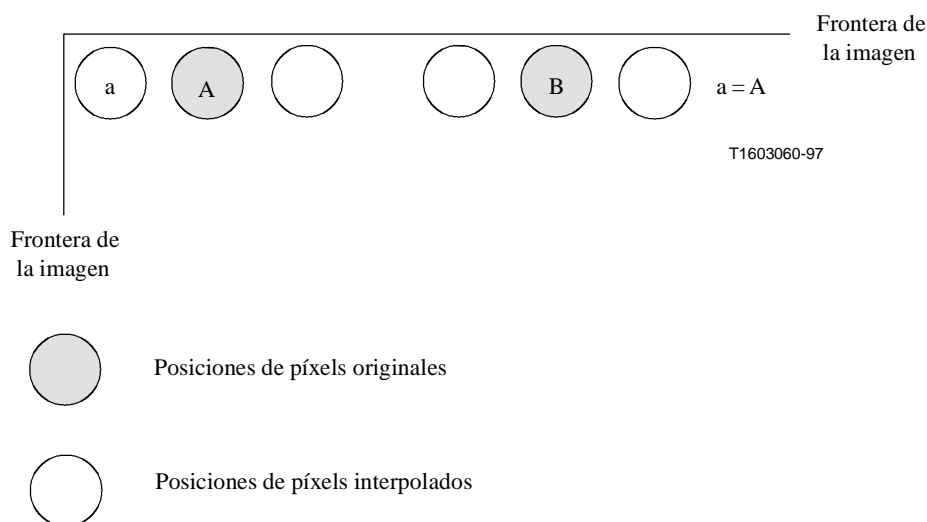 Frontera de
la imagen
a A B a = A
T1603060-97
Frontera de
la imagen
Posiciones de píxels originales
Posiciones de píxels interpolados